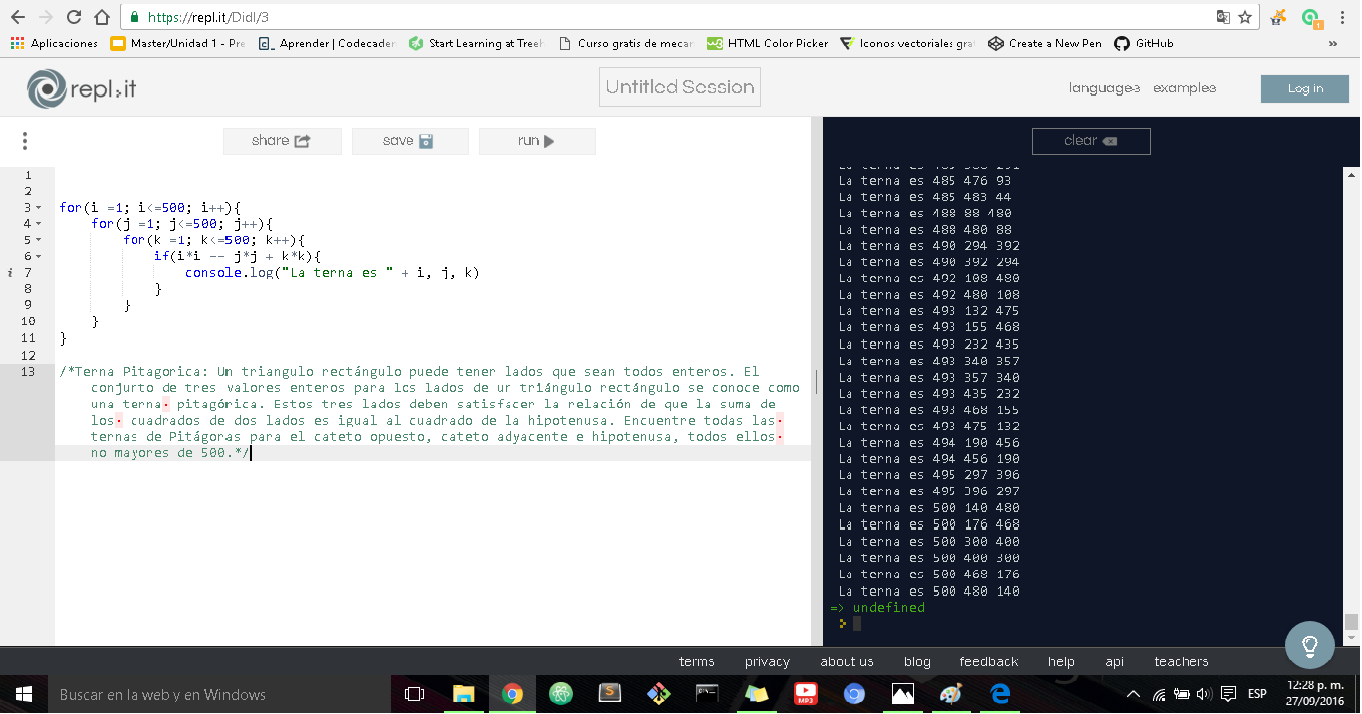 https://repl.it/Didl/3
Aplicaciones Master/Unidad 1 - Pre Aprender | Codecader Start Learning at Treeh Curso gratis de mecan HTML Color Picker Iconos vectoriales grat Create a New Pen GitHub »
repl.it Untitled Session languages examples Log in
share save run clear
1
2
3 for(i =1; i<=500; i++){
4 for(j =1; j<=500; j++){
5 for(k =1; k<=500; k++){
6 if(i*i == j*j + k*k){
i 7 console.log("La terna es " + i, j, k)
8 }
9 }
10 }
11 }
12
13 /*Terna Pitagorica: Un triangulo rectángulo puede tener lados que sean todos enteros. El
conjunto de tres valores enteros para los lados de un triángulo rectángulo se conoce como
una terna pitagórica. Estos tres lados deben satisfacer la relación de que la suma de
los cuadrados de dos lados es igual al cuadrado de la hipotenusa. Encuentre todas las
ternas de Pitágoras para el cateto opuesto, cateto adyacente e hipotenusa, todos ellos
no mayores de 500.*/
La terna es 485 476 93
La terna es 485 483 44
La terna es 488 88 480
La terna es 488 480 88
La terna es 490 294 392
La terna es 490 392 294
La terna es 492 108 480
La terna es 492 480 108
La terna es 493 132 475
La terna es 493 155 468
La terna es 493 232 435
La terna es 493 340 357
La terna es 493 357 340
La terna es 493 435 232
La terna es 493 468 155
La terna es 493 475 132
La terna es 494 190 456
La terna es 494 456 190
La terna es 495 297 396
La terna es 495 396 297
La terna es 500 140 480
La terna es 500 176 468
La terna es 500 300 400
La terna es 500 400 300
La terna es 500 468 176
La terna es 500 480 140
=> undefined
terms privacy about us blog feedback help api teachers
Buscar en la web y en Windows
MP3
ESP
12:28 p. m.
27/09/2016